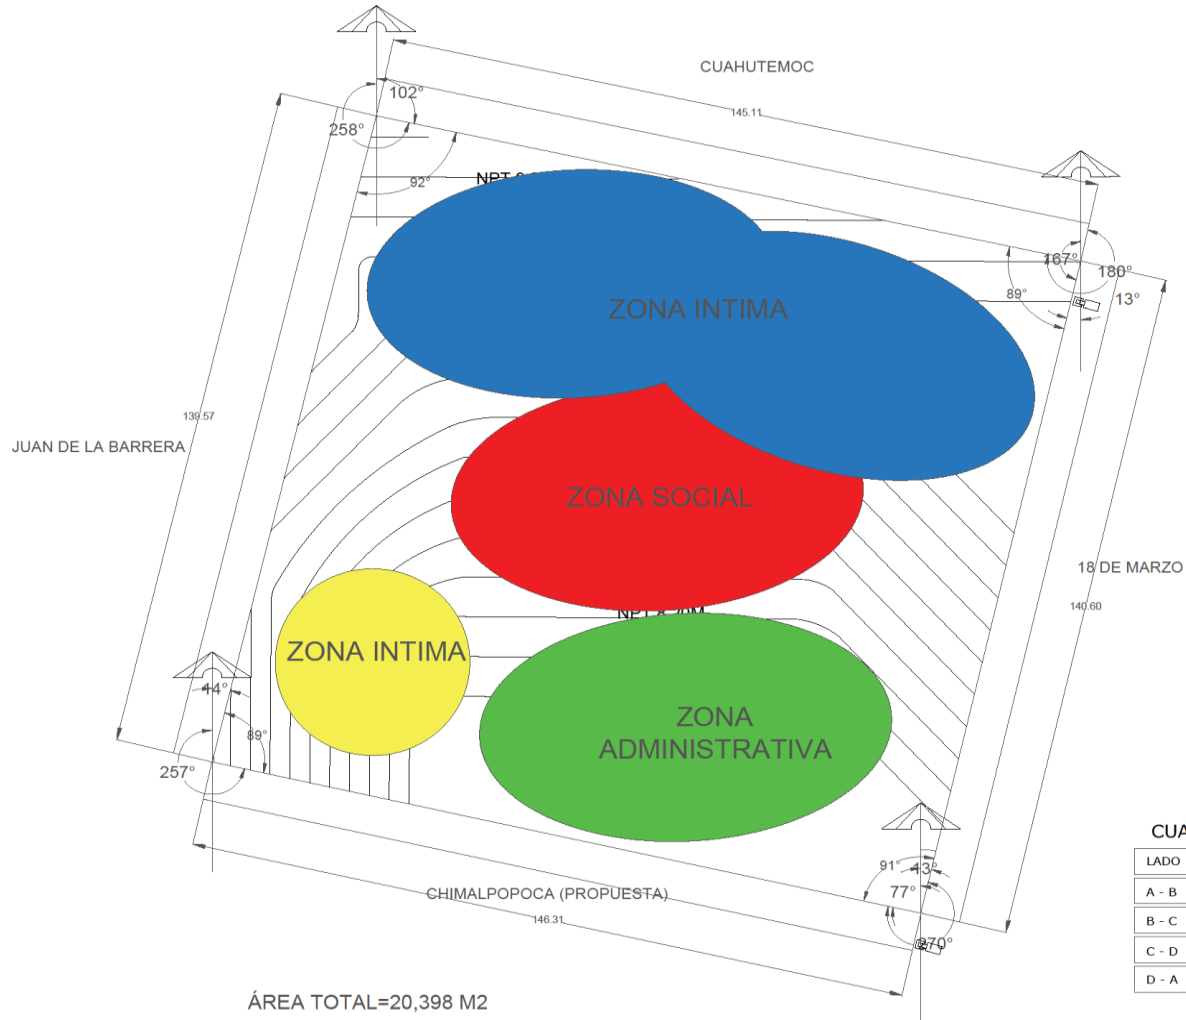 CUAHUTEMOC
145.11
102°
258°
92°
167°
180°
89°
13°
ZONA INTIMA
139.57
JUAN DE LA BARRERA
ZONA SOCIAL
18 DE MARZO
140.60
ZONA INTIMA
ZONA
ADMINISTRATIVA
89°
257°
91°
13°
77°
270°
CHIMALPOPOCA (PROPUESTA)
146.31
CUA
LADO
A - B
B - C
C - D
D - A
ÁREA TOTAL=20,398 M2